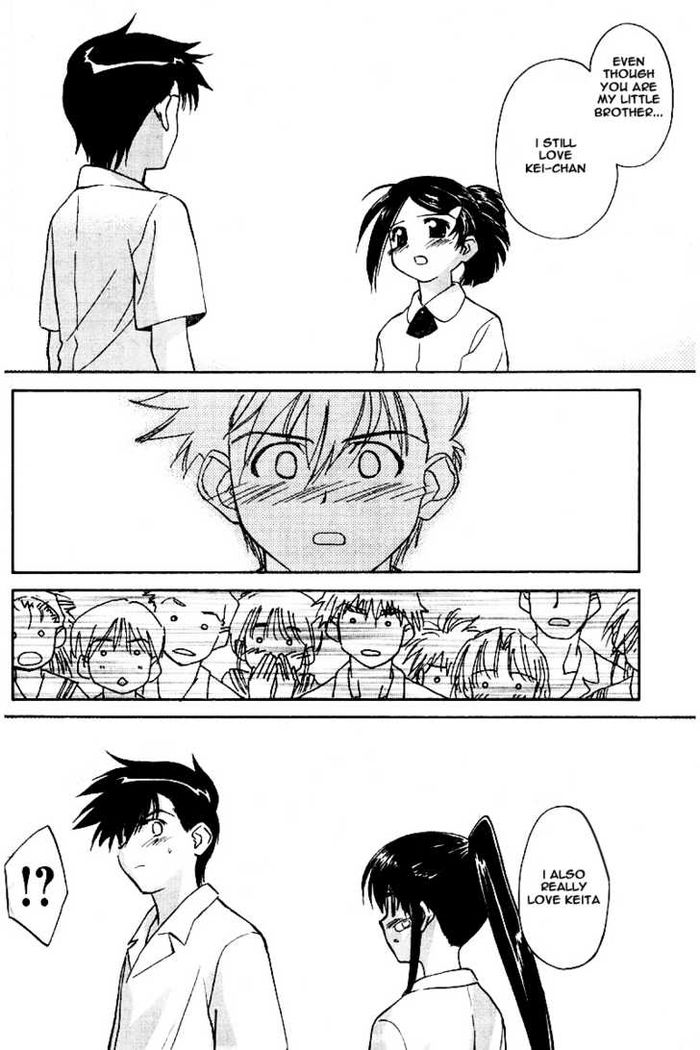 EVEN
THOUGH
YOU ARE
MY LITTLE
BROTHER...
I STILL
LOVE
KEI-CHAN
!?
I ALSO
REALLY
LOVE KEITA